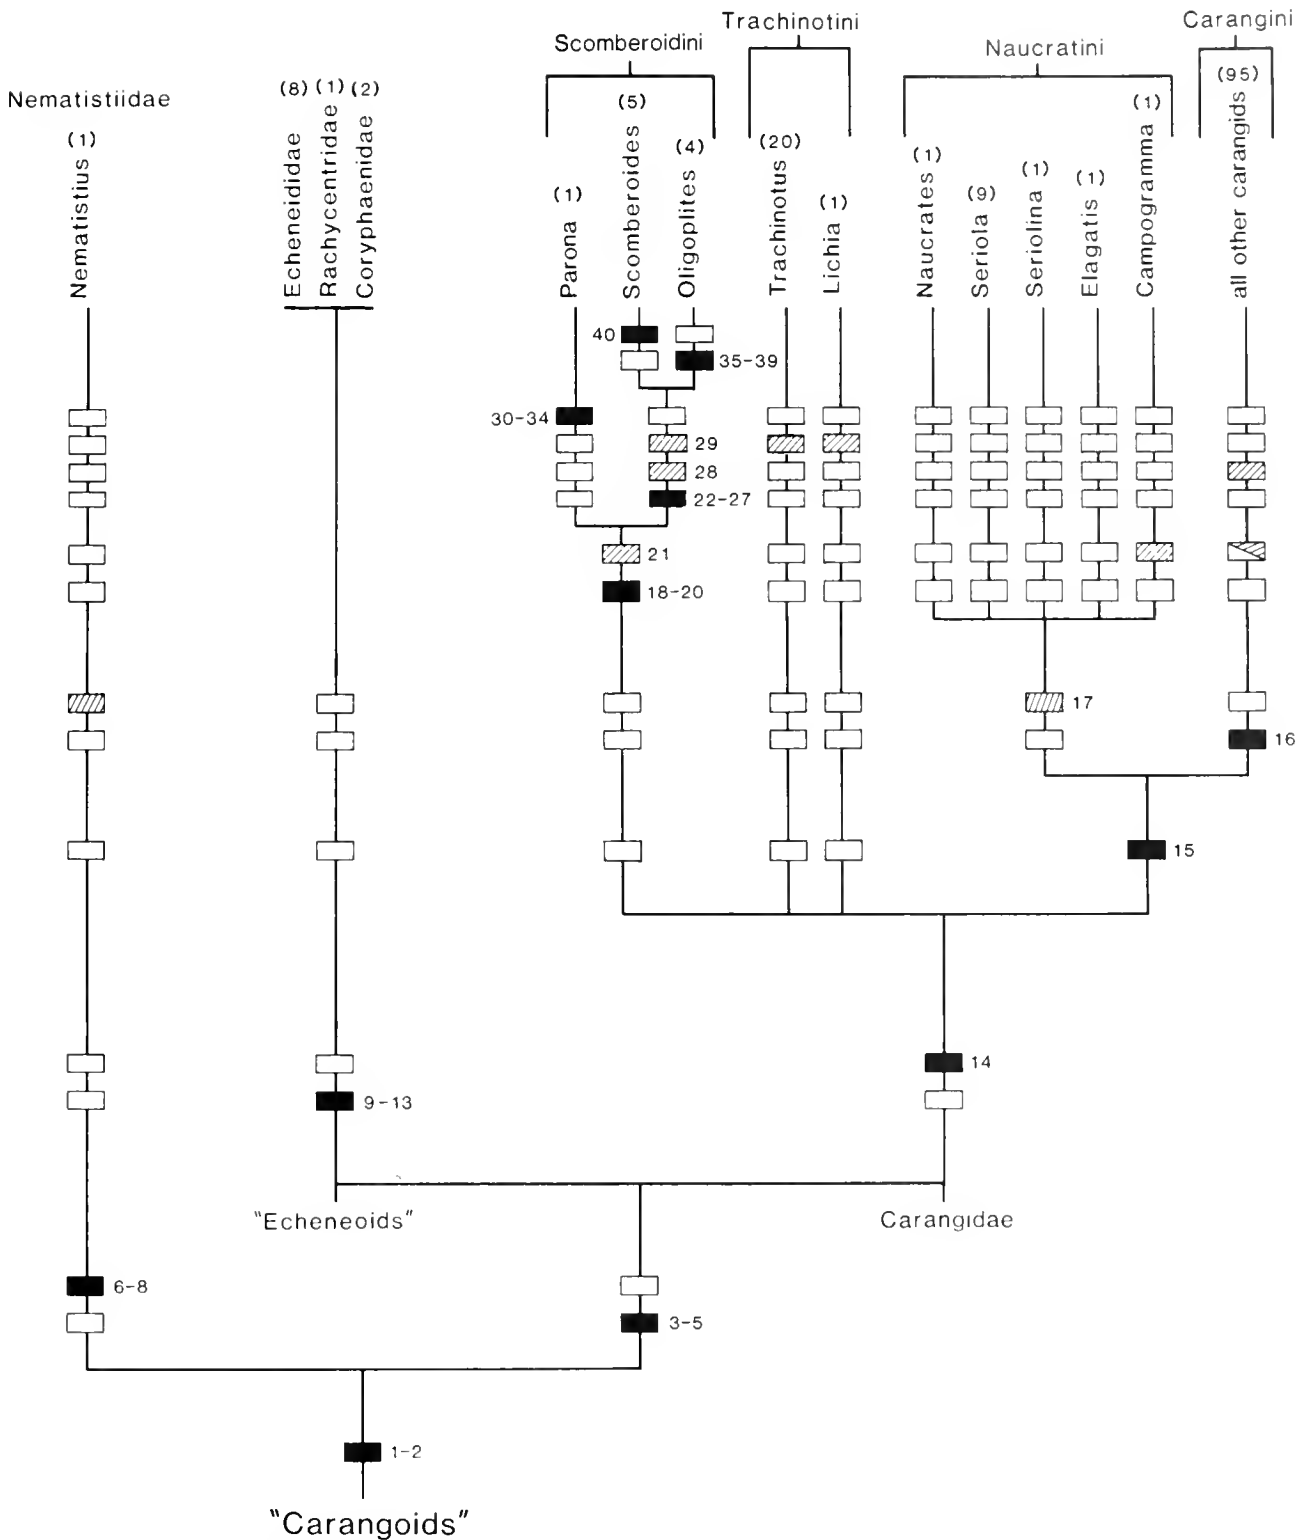 Carangini
Trachinotini
Scomberoidini
Naucratini
Nematistiidae
Nematistius (1)
Echeneididae (8)
Rachycentridae (1)
Coryphaenidae (2)
Parona (1)
Scomberoides (5)
Oligoplites (4)
Trachinotus (20)
Lichia (1)
Naucrates (1)
Seriola (9)
Seriolina (1)
Elagatis (1)
Campogramma (1)
all other carangids (95)
40
35-39
30-34
29
28
22-27
21
18-20
17
16
15
14
9-13
"Echeneoids"
Carangidae
6-8
3-5
1-2
"Carangoids"